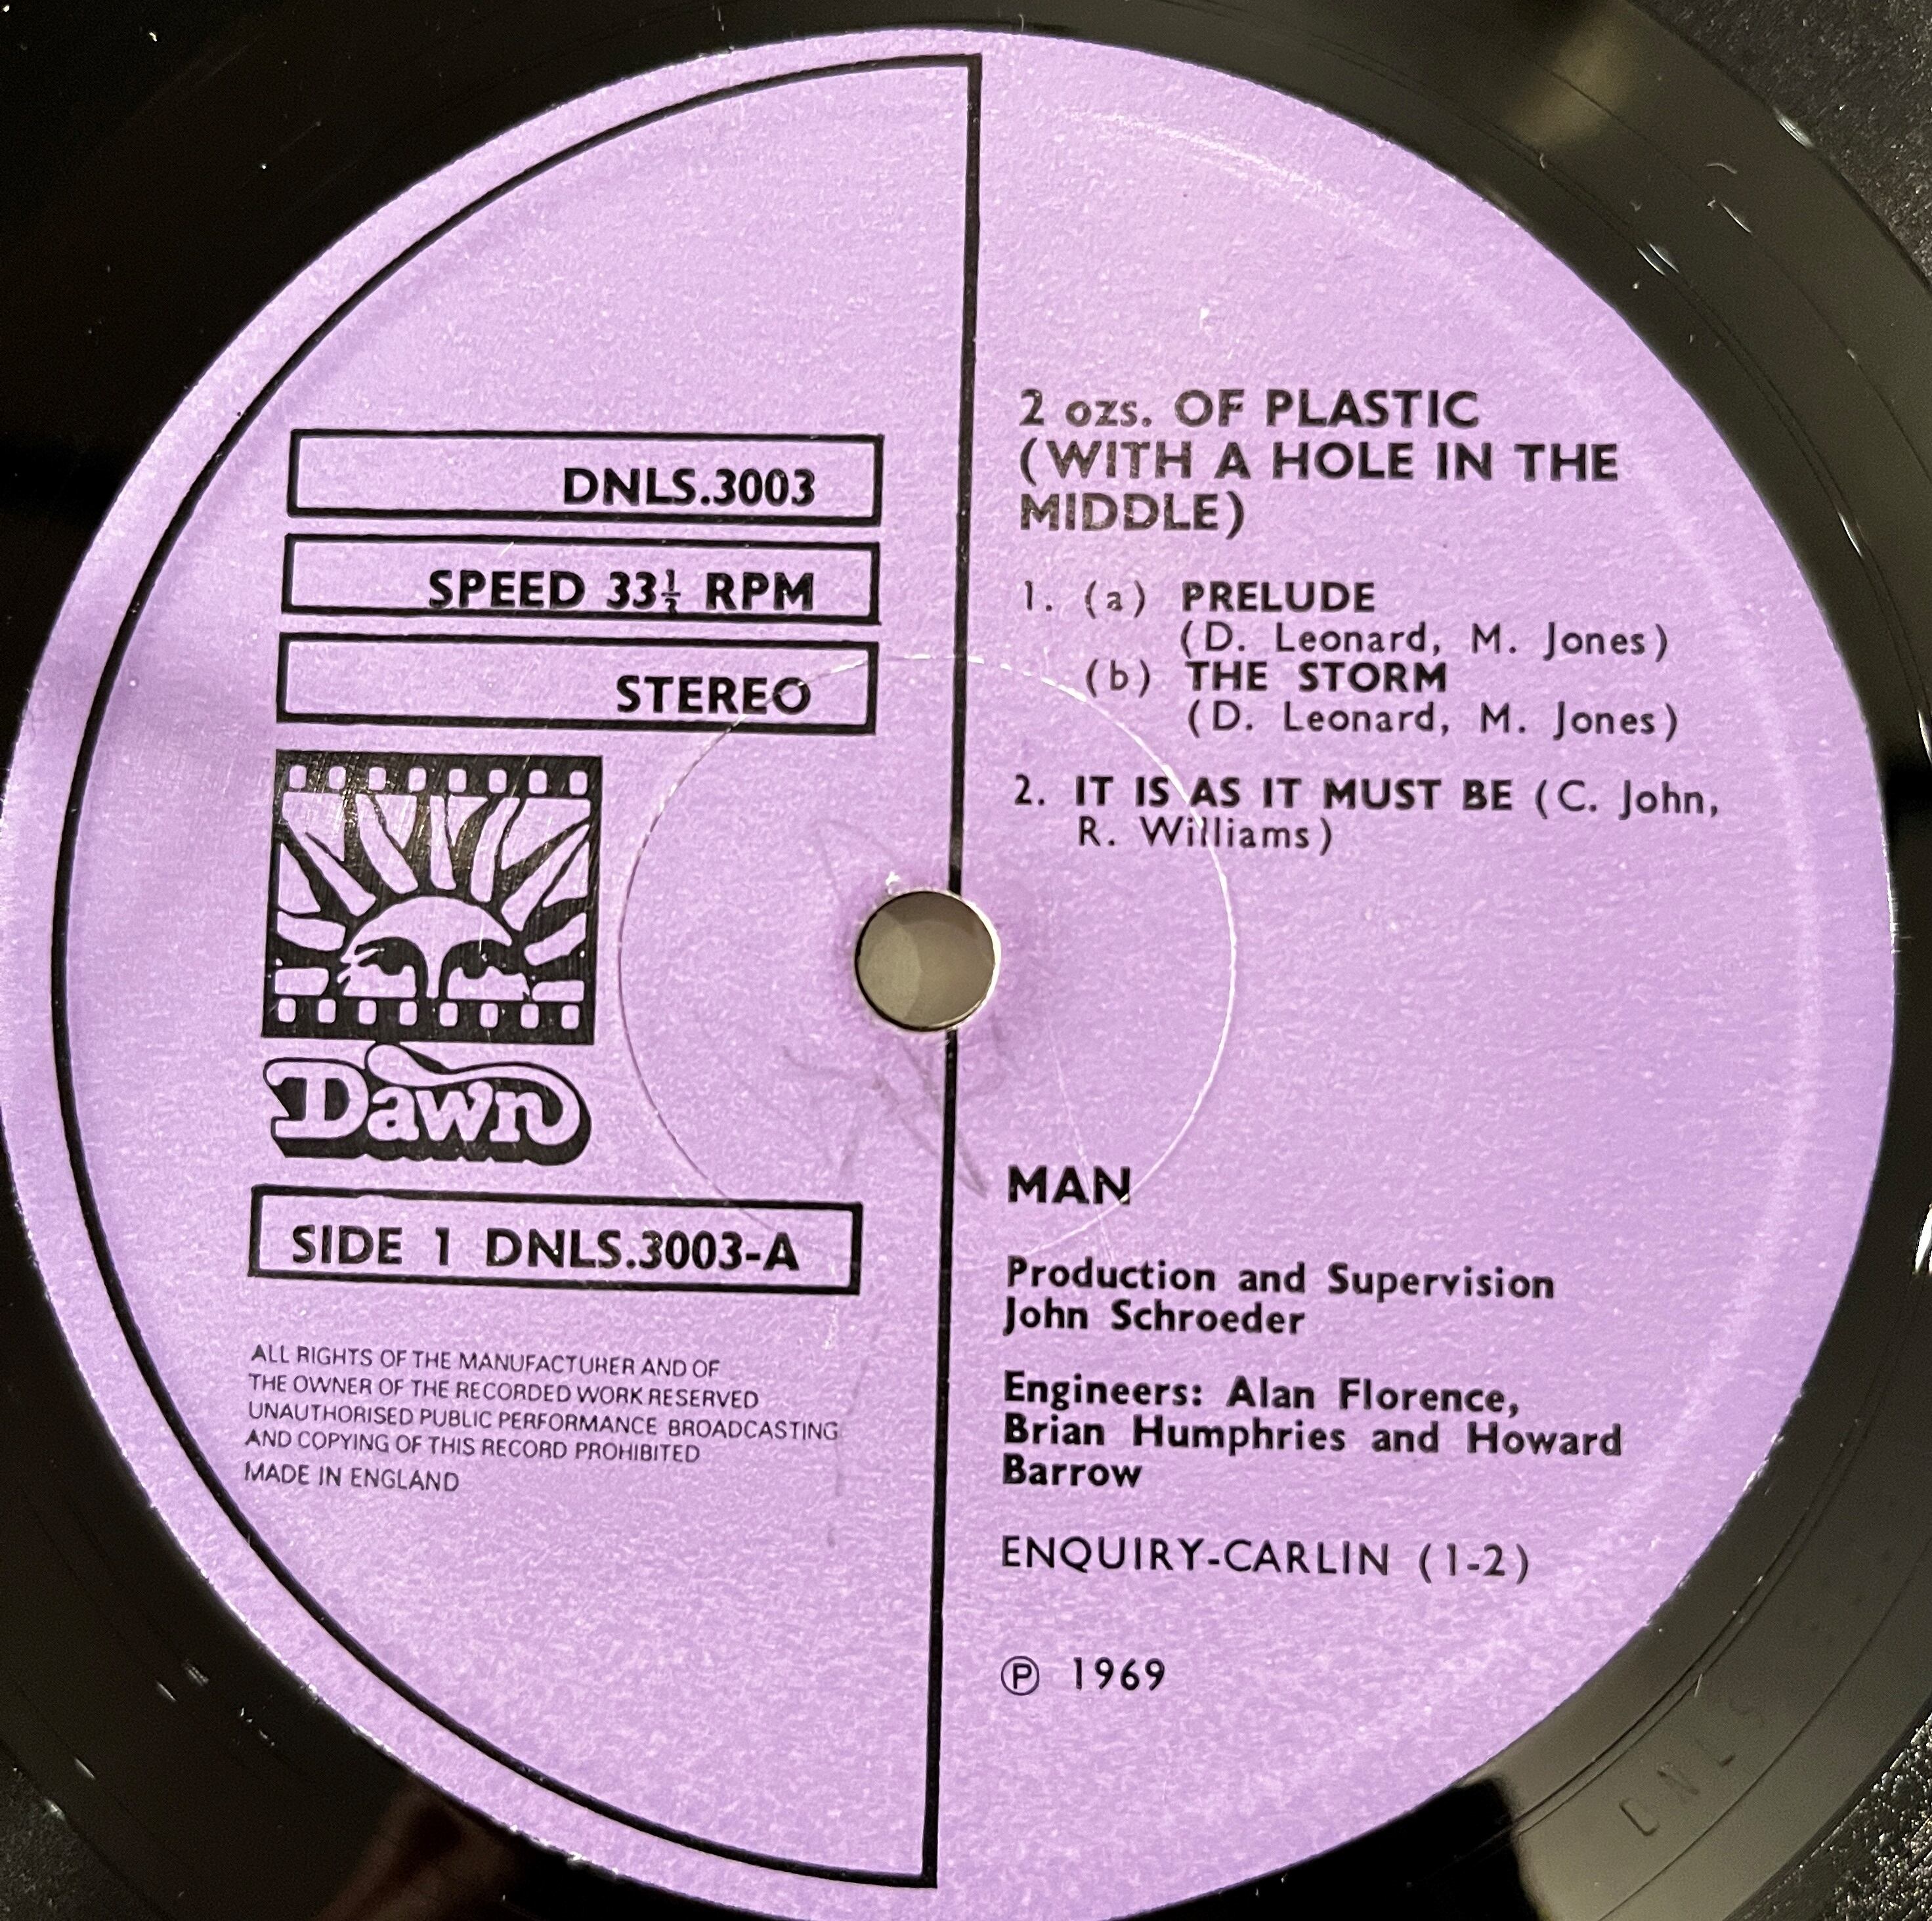 DNLS.3003
SPEED 33⅓ RPM
STEREO
Dawn
SIDE 1 DNLS.3003-A
ALL RIGHTS OF THE MANUFACTURER AND OF
THE OWNER OF THE RECORDED WORK RESERVED
UNAUTHORISED PUBLIC PERFORMANCE BROADCASTING
AND COPYING OF THIS RECORD PROHIBITED
MADE IN ENGLAND
2 ozs. OF PLASTIC
(WITH A HOLE IN THE
MIDDLE)
1. (a) PRELUDE
(D. Leonard, M. Jones)
(b) THE STORM
(D. Leonard, M. Jones)
2. IT IS AS IT MUST BE (C. John,
R. Williams)
MAN
Production and Supervision
John Schroeder
Engineers: Alan Florence,
Brian Humphries and Howard
Barrow
ENQUIRY-CARLIN (1-2)
Ⓟ 1969
DNLS